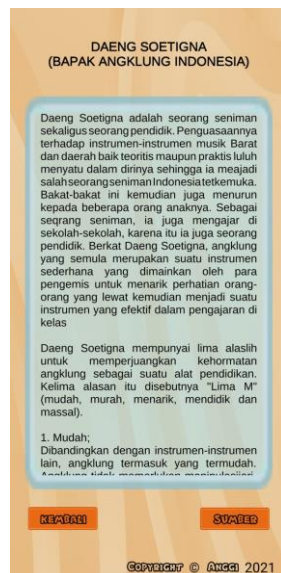 DAENG SOETIGNA
(BAPAK ANGKLUNG INDONESIA)
Daeng Soetigna adalah seorang seniman
sekaligus seorang pendidik. Penguasaannya
terhadap instrumen-instrumen musik Barat
dan daerah baik teoritis maupun praktis luluh
menyatu dalam dirinya sehingga ia meajadi
salah seorang seniman Indonesia tetkemuka.
Bakat-bakat ini kemudian juga menurun
kepada beberapa orang anaknya. Sebagai
seqrang seniman, ia juga mengajar di
sekolah-sekolah, karena itu ia juga seorang
pendidik. Berkat Daeng Soetigna, angklung
yang semula merupakan suatu instrumen
sederhana yang dimainkan oleh para
pengemis untuk menarik perhatian orang-
orang yang lewat kemudian menjadi suatu
instrumen yang efektif dalam pengajaran di
kelas
Daeng Soetigna mempunyai lima alaslih
untuk memperjuangkan kehormatan
angklung sebagai suatu alat pendidikan.
Kelima alasan itu disebutnya "Lima M"
(mudah, murah, menarik, mendidik dan
massal).
1. Mudah;
Dibandingkan dengan instrumen-instrumen
lain, angklung termasuk yang termudah.
Angklung tidak memerlukan
KEMBALI
SUMBER
COPYRIGHT © ANGGI 2021